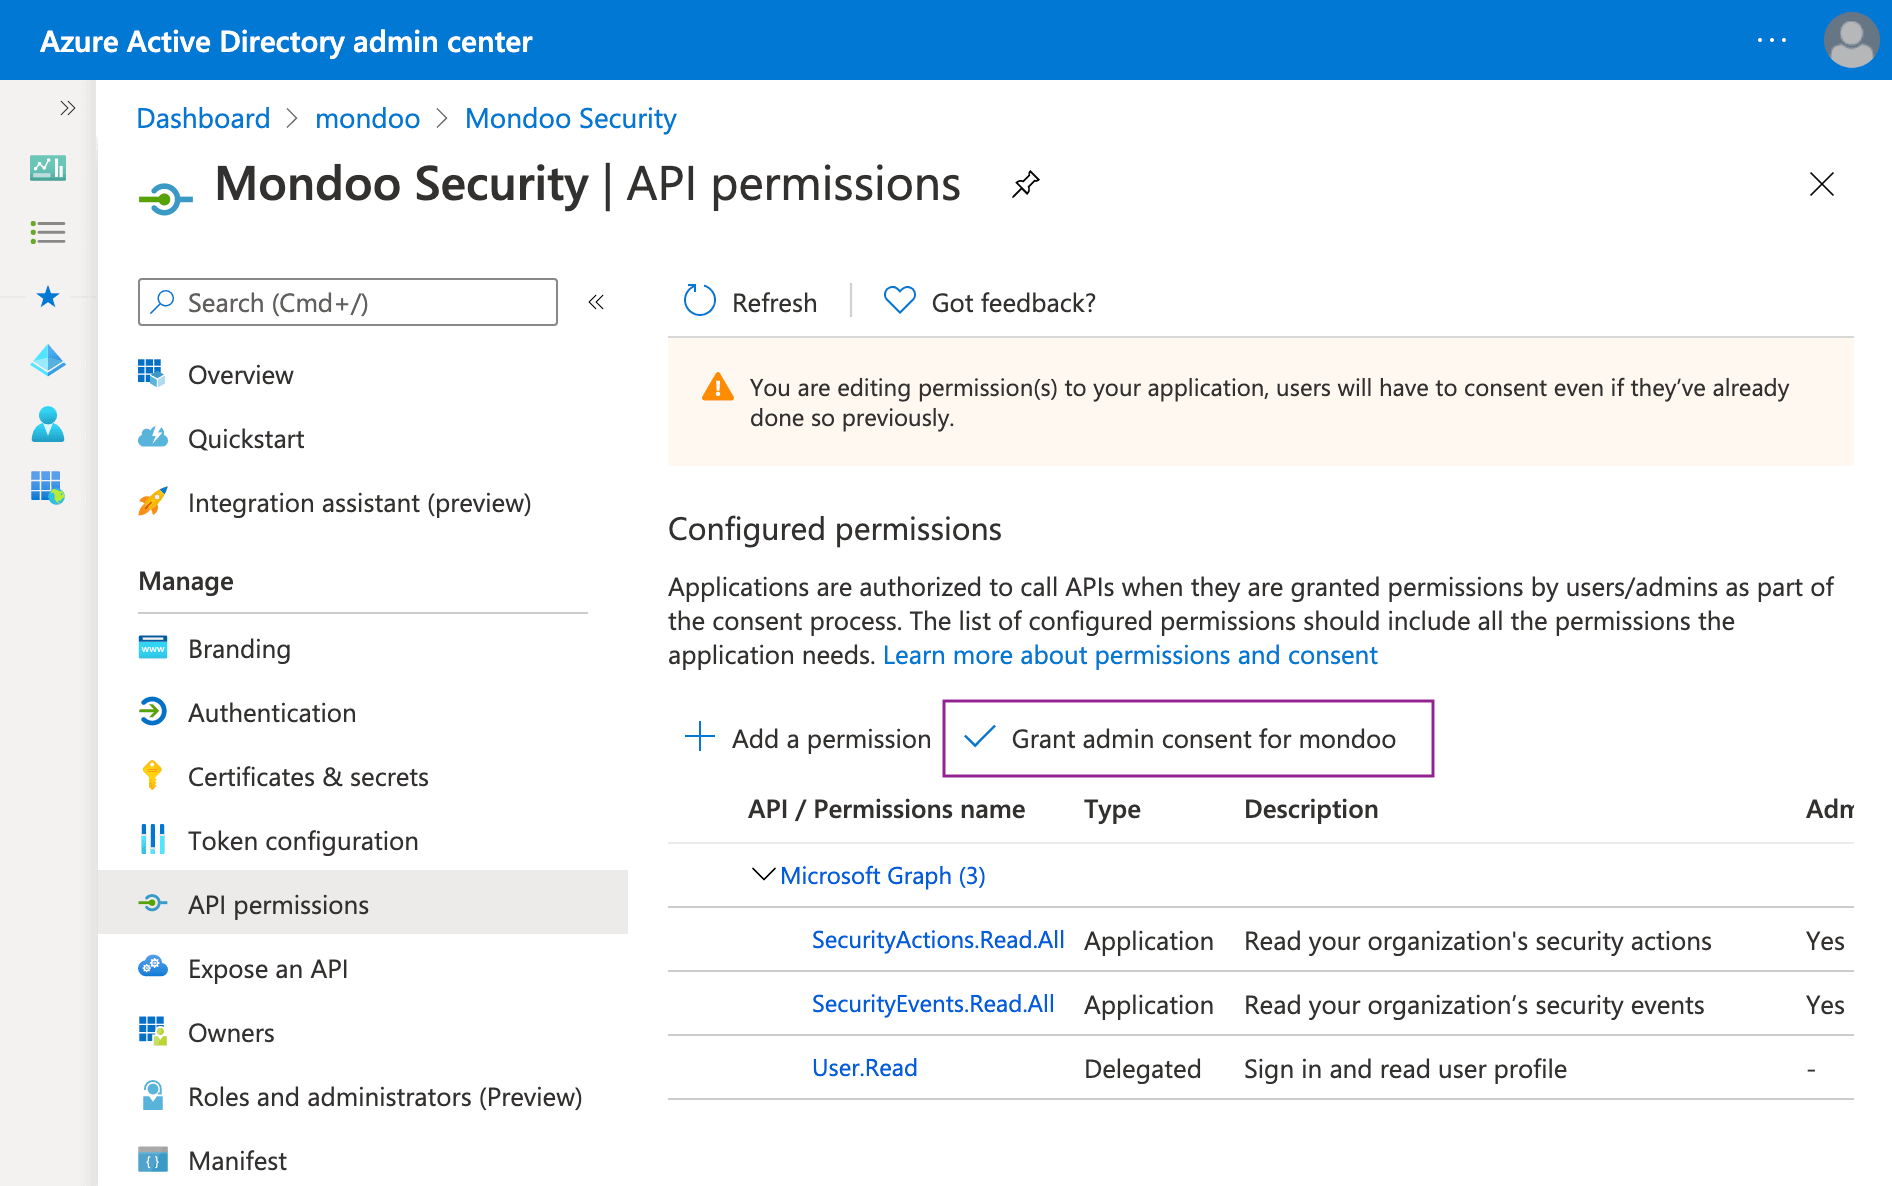 Azure Active Directory admin center
Dashboard > mondoo > Mondoo Security
Mondoo Security | API permissions
Search (Cmd+/)
Overview
Quickstart
Integration assistant (preview)
Manage
Branding
Authentication
Certificates & secrets
Token configuration
API permissions
Expose an API
Owners
Roles and administrators (Preview)
Manifest
Refresh
Got feedback?
You are editing permission(s) to your application, users will have to consent even if they’ve already
done so previously.
Configured permissions
Applications are authorized to call APIs when they are granted permissions by users/admins as part of
the consent process. The list of configured permissions should include all the permissions the
application needs. Learn more about permissions and consent
Add a permission
Grant admin consent for mondoo
API / Permissions name Type Description Adm
Microsoft Graph (3)
SecurityActions.Read.All Application Read your organization's security actions Yes
SecurityEvents.Read.All Application Read your organization’s security events Yes
User.Read Delegated Sign in and read user profile -